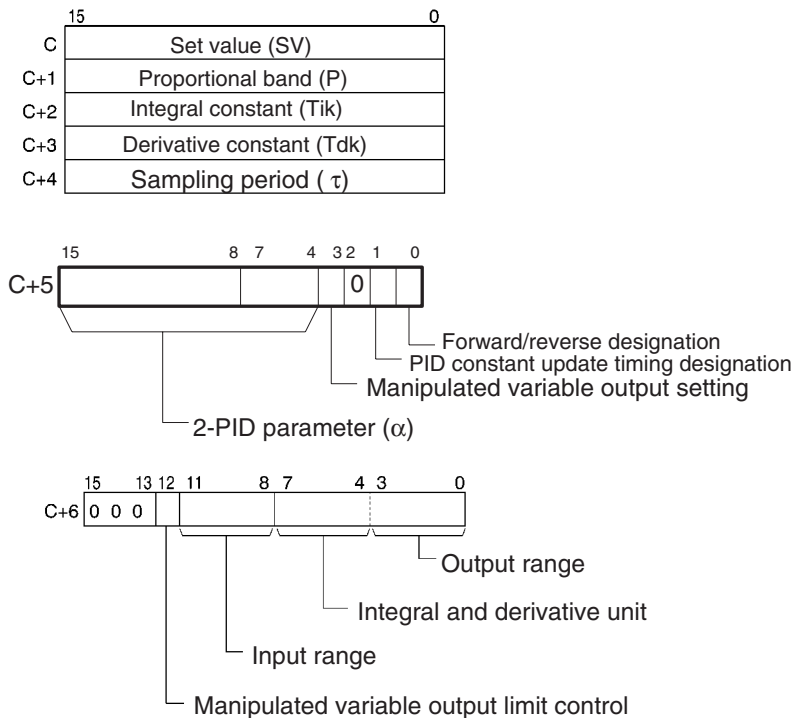 15 0
C Set value (SV)
C+1 Proportional band (P)
C+2 Integral constant (Tik)
C+3 Derivative constant (Tdk)
C+4 Sampling period ( τ)
15 8 7 4 3 2 1 0
C+5 0
Forward/reverse designation
PID constant update timing designation
Manipulated variable output setting
2-PID parameter (α)
15 13 12 11 8 7 4 3 0
C+6 0 0 0
Output range
Integral and derivative unit
Input range
Manipulated variable output limit control